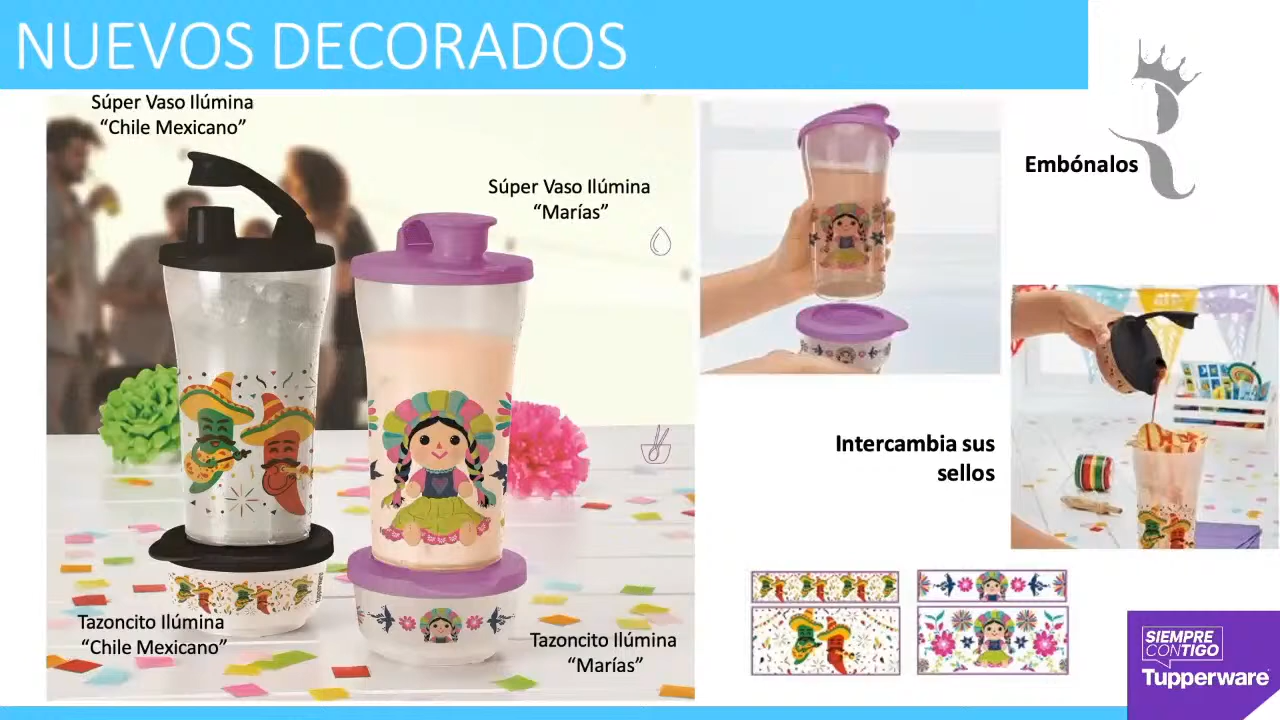 NUEVOS DECORADOS
Súper Vaso Ilúmina
“Chile Mexicano”
Súper Vaso Ilúmina
“Marías”
Embónalos
Intercambia sus
sellos
Tazoncito Ilúmina
“Chile Mexicano”
Tazoncito Ilúmina
“Marías”
SIEMPRE
CONTIGO
Tupperware